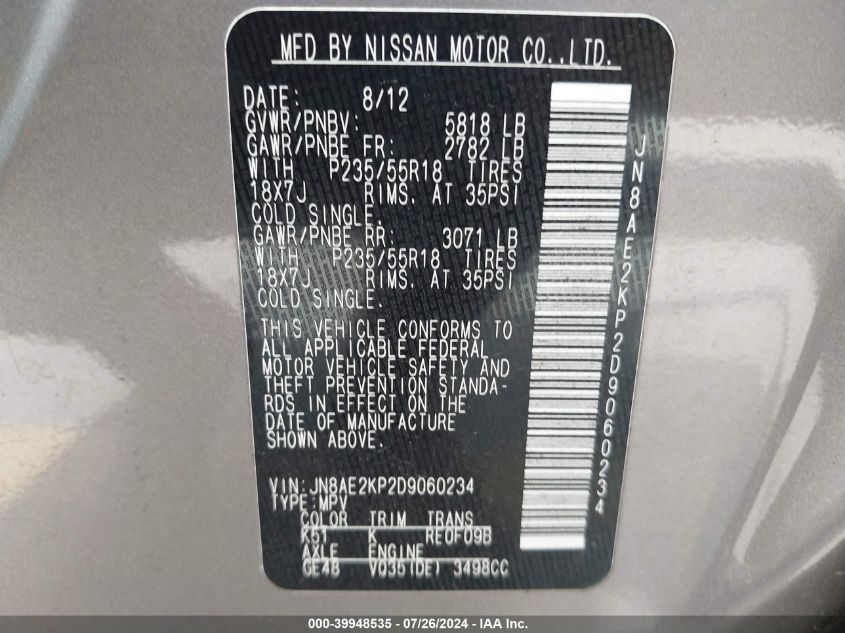 MFD BY NISSAN MOTOR CO.,LTD.
DATE: 8/12
GVWR/PNBV: 5818 LB
GAWR/PNBE FR: 2782 LB
WITH P235/55R18 TIRES
18X7J RIMS. AT 35PSI
COLD SINGLE.
GAWR/PNBE RR: 3071 LB
WITH P235/55R18 TIRES
18X7J RIMS. AT 35PSI
COLD SINGLE.
THIS VEHICLE CONFORMS TO
ALL APPLICABLE FEDERAL
MOTOR VEHICLE SAFETY AND
THEFT PREVENTION STANDA-
RDS IN EFFECT ON THE
DATE OF MANUFACTURE
SHOWN ABOVE.
VIN:JN8AE2KP2D9060234
TYPE:MPV
COLOR TRIM TRANS
K51 K RE0F09B
AXLE ENGINE
GE48 VQ35(DE) 3498CC
JN8AE2KP2D9060234
000-39948535 - 07/26/2024 - IAA Inc.